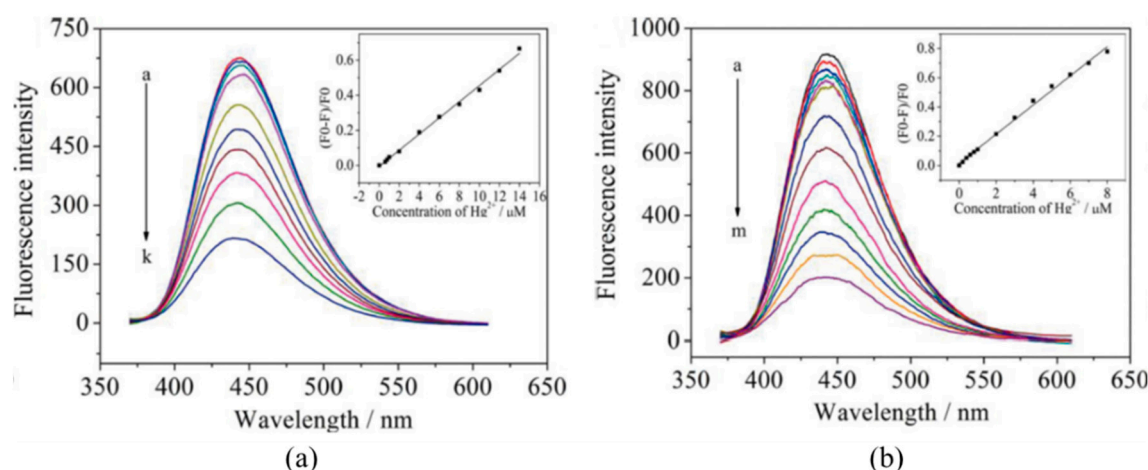 750
600
450
300
150
0
350 400 450 500 550 600 650
Fluorescence intensity
Wavelength / nm
a
k
0.6
0.4
0.2
0.0
-2 0 2 4 6 8 10 12 14 16
(F0-F)/F0
Concentration of Hg²⁺ / uM
(a)
1000
800
600
400
200
0
350 400 450 500 550 600 650
Fluorescence intensity
Wavelength / nm
a
m
0.8
0.6
0.4
0.2
0.0
0 2 4 6 8
(F0-F)/F0
Concentration of Hg²⁺ / uM
(b)